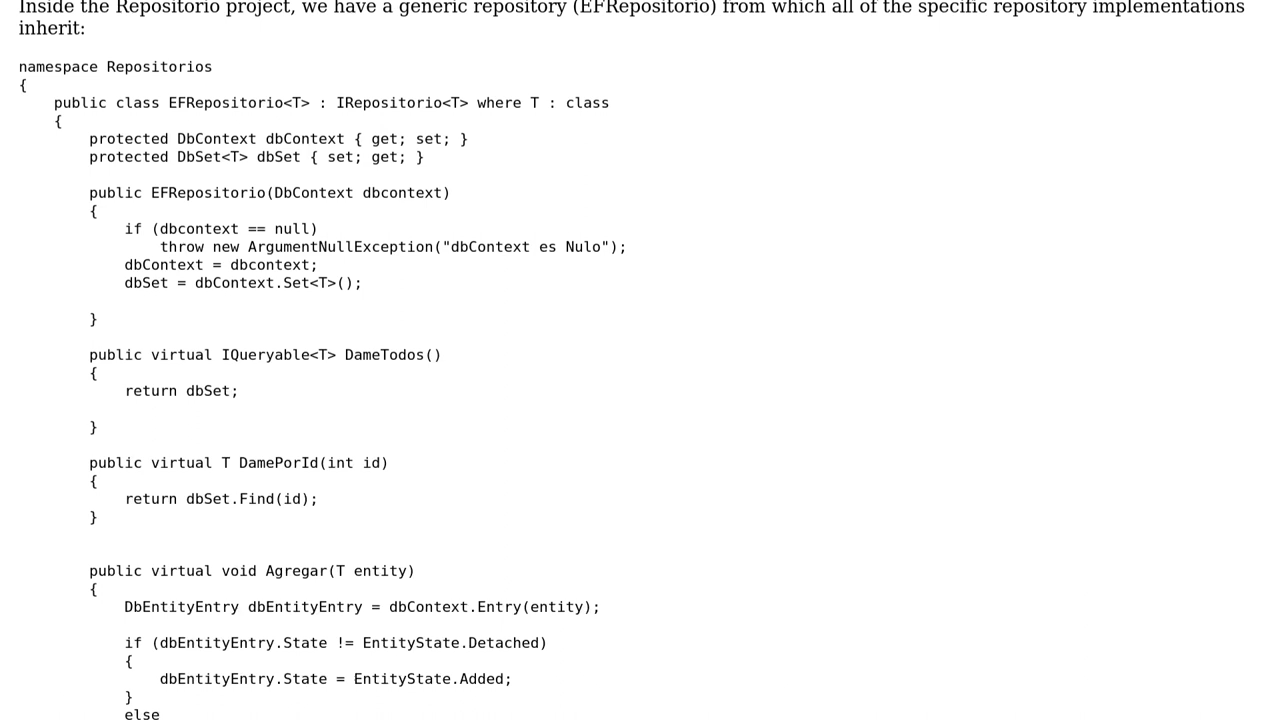 Inside the Repositorio project, we have a generic repository (EFRepositorio) from which all of the specific repository implementations
inherit:
namespace Repositorios
{
    public class EFRepositorio<T> : IRepositorio<T> where T : class
    {
        protected DbContext dbContext { get; set; }
        protected DbSet<T> dbSet { set; get; }

        public EFRepositorio(DbContext dbcontext)
        {
            if (dbcontext == null)
                throw new ArgumentNullException("dbContext es Nulo");
            dbContext = dbcontext;
            dbSet = dbContext.Set<T>();

        }

        public virtual IQueryable<T> DameTodos()
        {
            return dbSet;

        }

        public virtual T DamePorId(int id)
        {
            return dbSet.Find(id);
        }


        public virtual void Agregar(T entity)
        {
            DbEntityEntry dbEntityEntry = dbContext.Entry(entity);

            if (dbEntityEntry.State != EntityState.Detached)
            {
                dbEntityEntry.State = EntityState.Added;
            }
            else